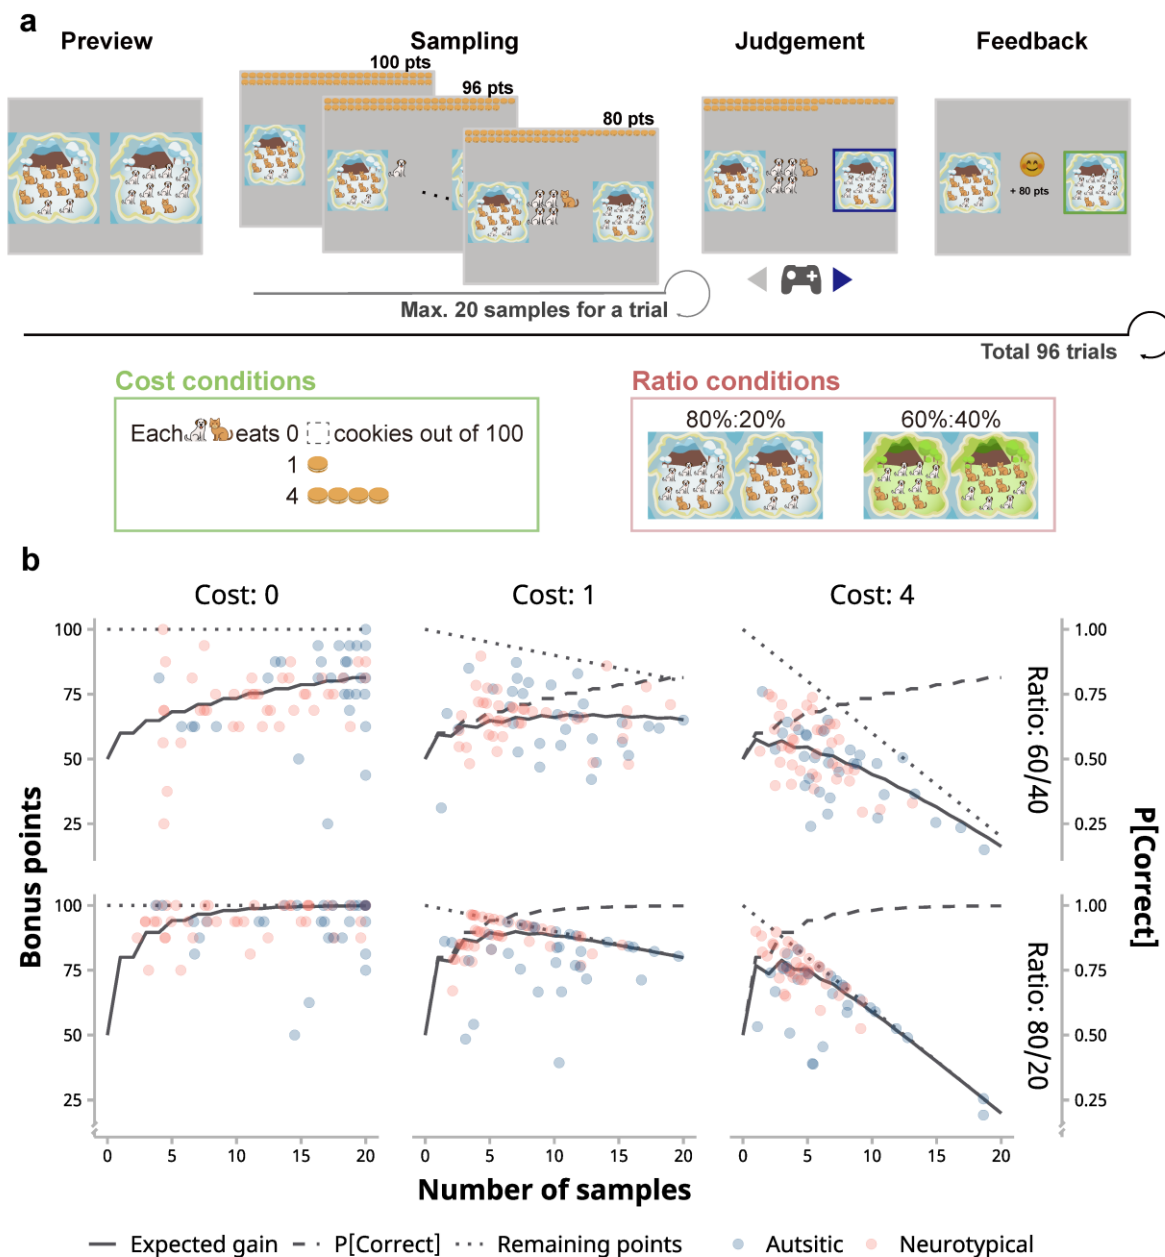 a
Preview
Sampling
Judgement
Feedback
100 pts
96 pts
80 pts
+ 80 pts
Max. 20 samples for a trial
Total 96 trials
Cost conditions
Each eats 0 cookies out of 100
1
4
Ratio conditions
80%:20%
60%:40%
b
Cost: 0
Cost: 1
Cost: 4
100
75
50
25
1.00
0.75
0.50
0.25
Ratio: 60/40
Bonus points
P[Correct]
100
75
50
25
1.00
0.75
0.50
0.25
Ratio: 80/20
0 5 10 15 20
0 5 10 15 20
0 5 10 15 20
Number of samples
Expected gain P[Correct] Remaining points Autsitic Neurotypical